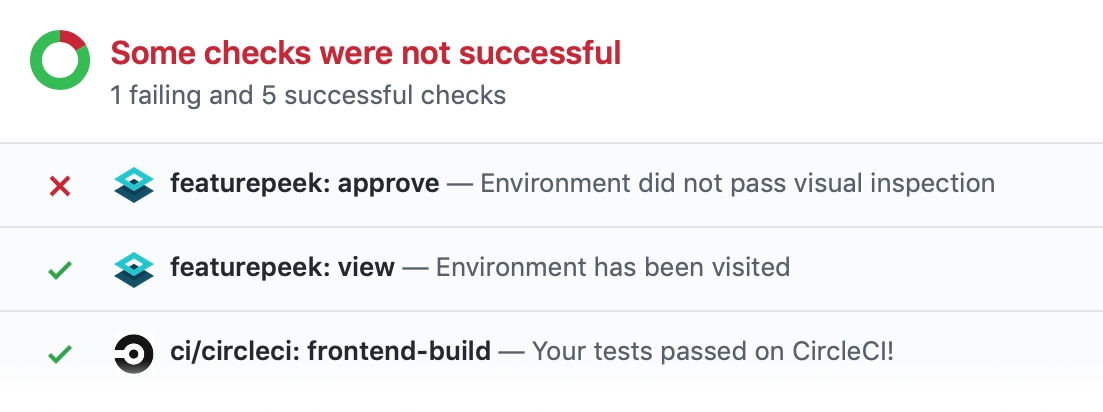 Some checks were not successful
1 failing and 5 successful checks
featurepeek: approve — Environment did not pass visual inspection
featurepeek: view — Environment has been visited
ci/circleci: frontend-build — Your tests passed on CircleCI!